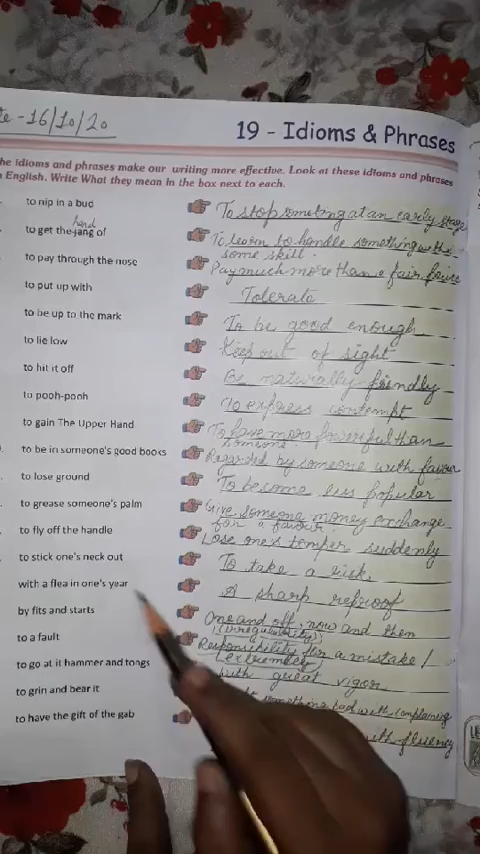 te - 16/10/20
19 - Idioms & Phrases
he idioms and phrases make our writing more effective. Look at these idioms and phrases
English. Write What they mean in the box next to each.
to nip in a bud To stop someting at an early stage
hand
to get the jang of To learn to handle something with
some skill.
to pay through the nose Pay much more than a fair price
to put up with Tolerate
to be up to the mark To be good enough
to lie low Keep out of sight
to hit it off Be naturally friendly
to pooh-pooh To express contempt
to gain The Upper Hand To have more powerful than
someone
to be in someone's good books Regarded by someone with favour
to lose ground To become less popular
to grease someone's palm Give someone money exchange
for a favour
to fly off the handle Lose one's temper suddenly
to stick one's neck out To take a risk.
with a flea in one's year A sharp reproof
by fits and starts One and off, now and then
(irregularity)
to a fault Responsibility for a mistake /
(extremely)
to go at it hammer and tongs with great vigor
to grin and bear it something bad with complaining
to have the gift of the gab with fluency